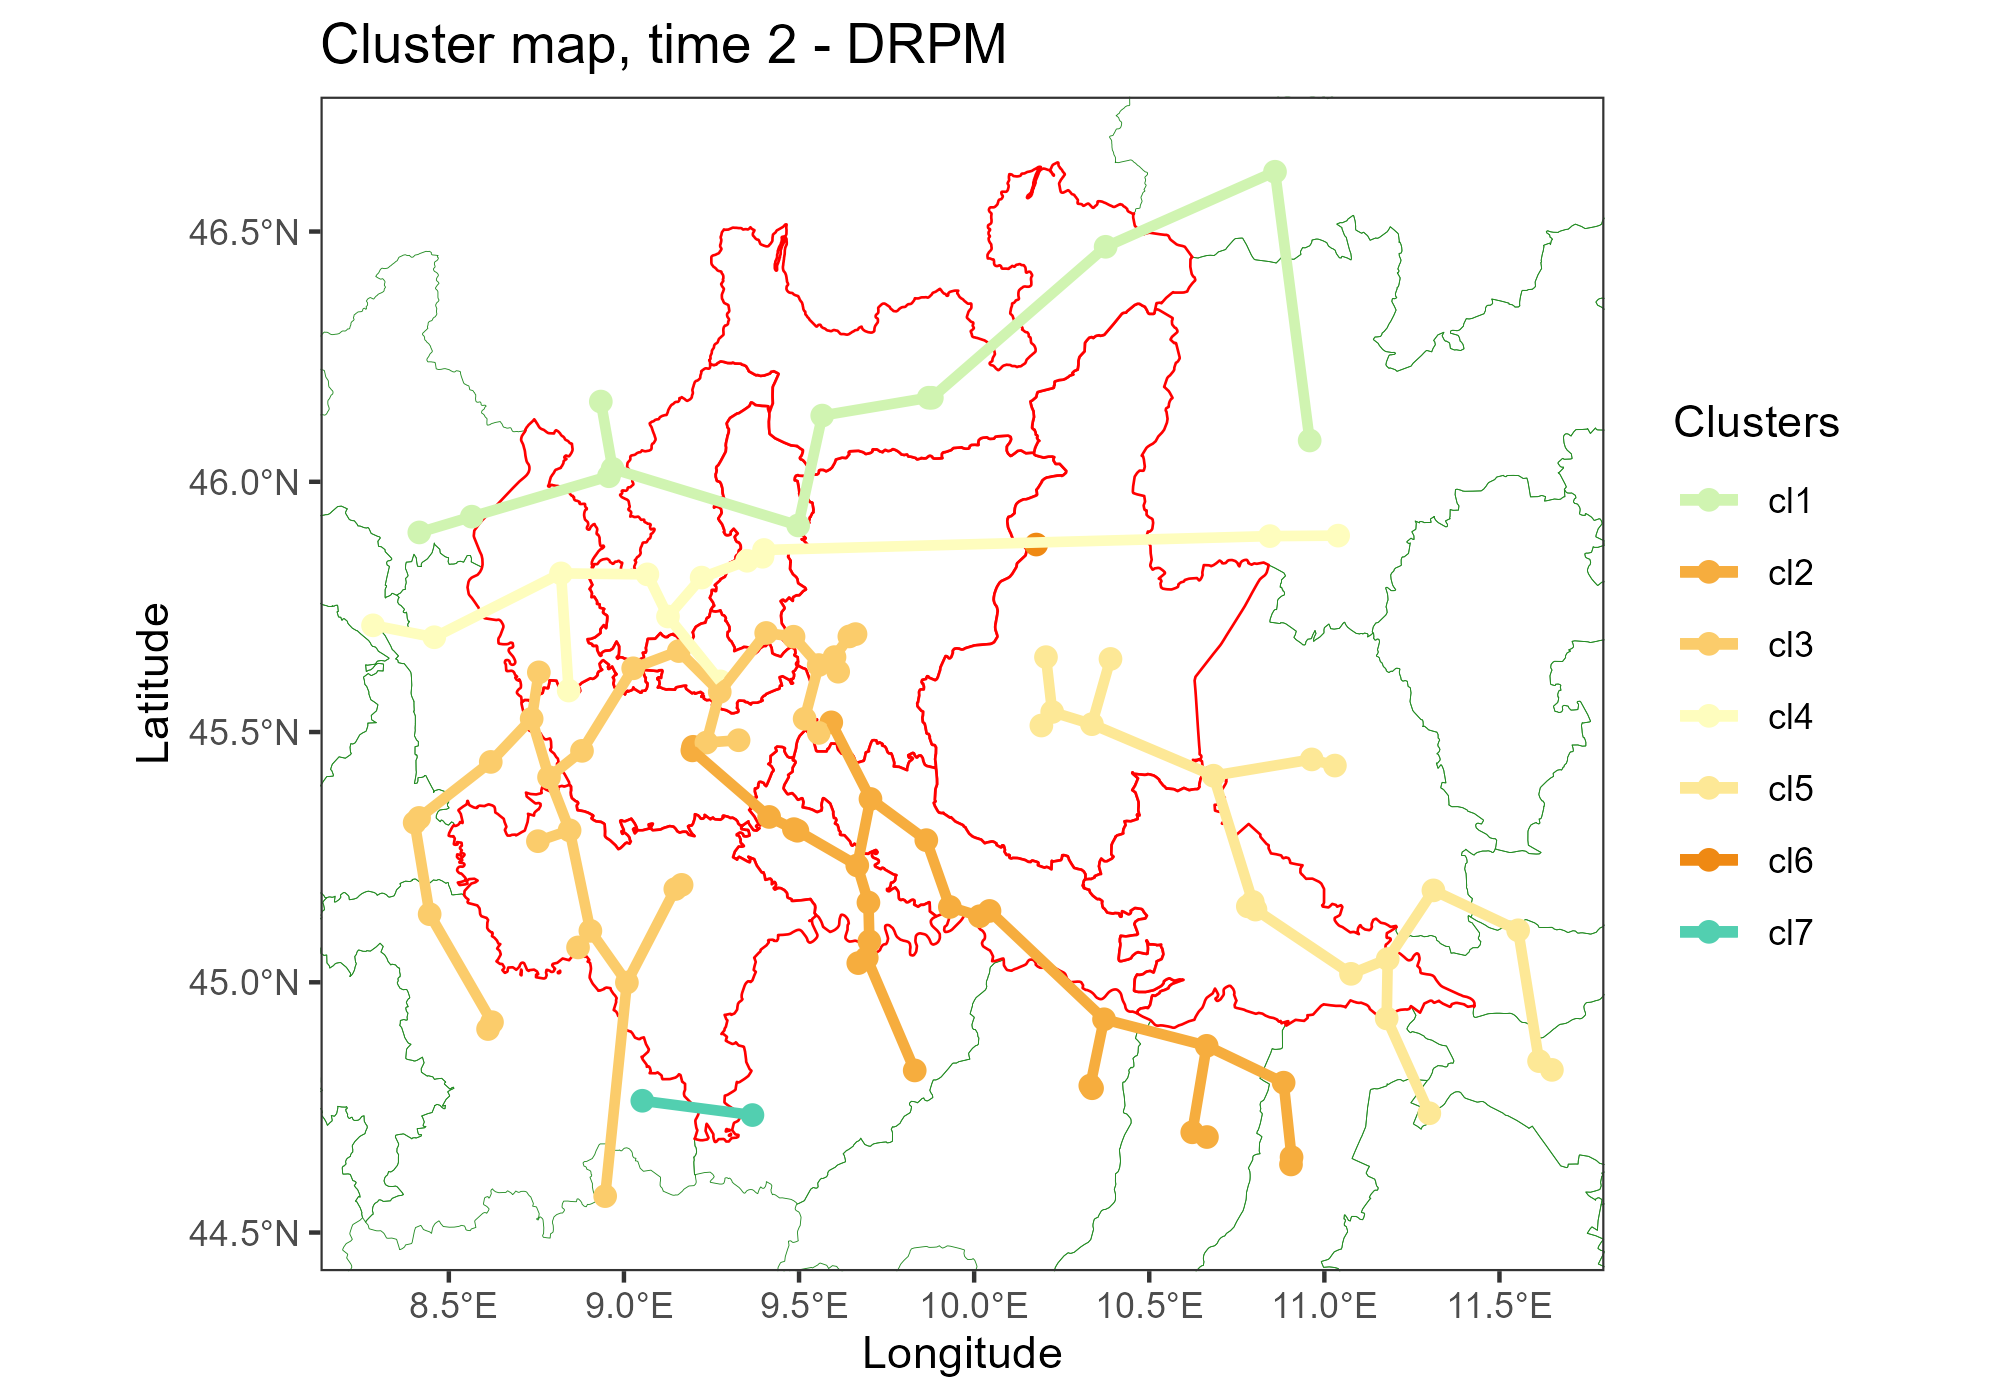 Cluster map, time 2 - DRPM
46.5°N
46.0°N
45.5°N
45.0°N
44.5°N
Latitude
8.5°E
9.0°E
9.5°E
10.0°E
10.5°E
11.0°E
11.5°E
Longitude
Clusters
cl1
cl2
cl3
cl4
cl5
cl6
cl7